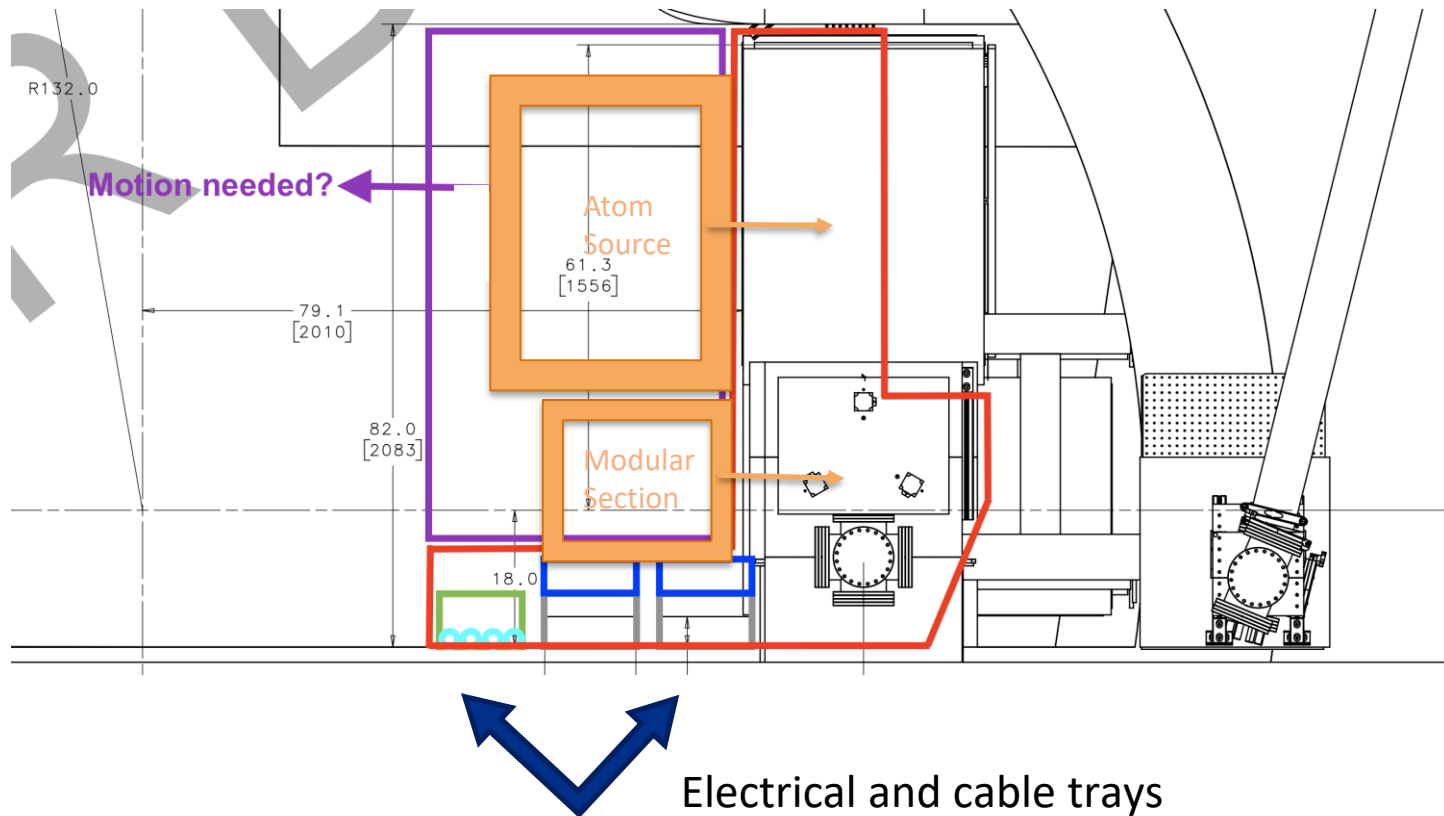 R132.0
Motion needed?
Atom
Source
61.3
[1556]
79.1
[2010]
82.0
[2083]
Modular
Section
18.0
Electrical and cable trays